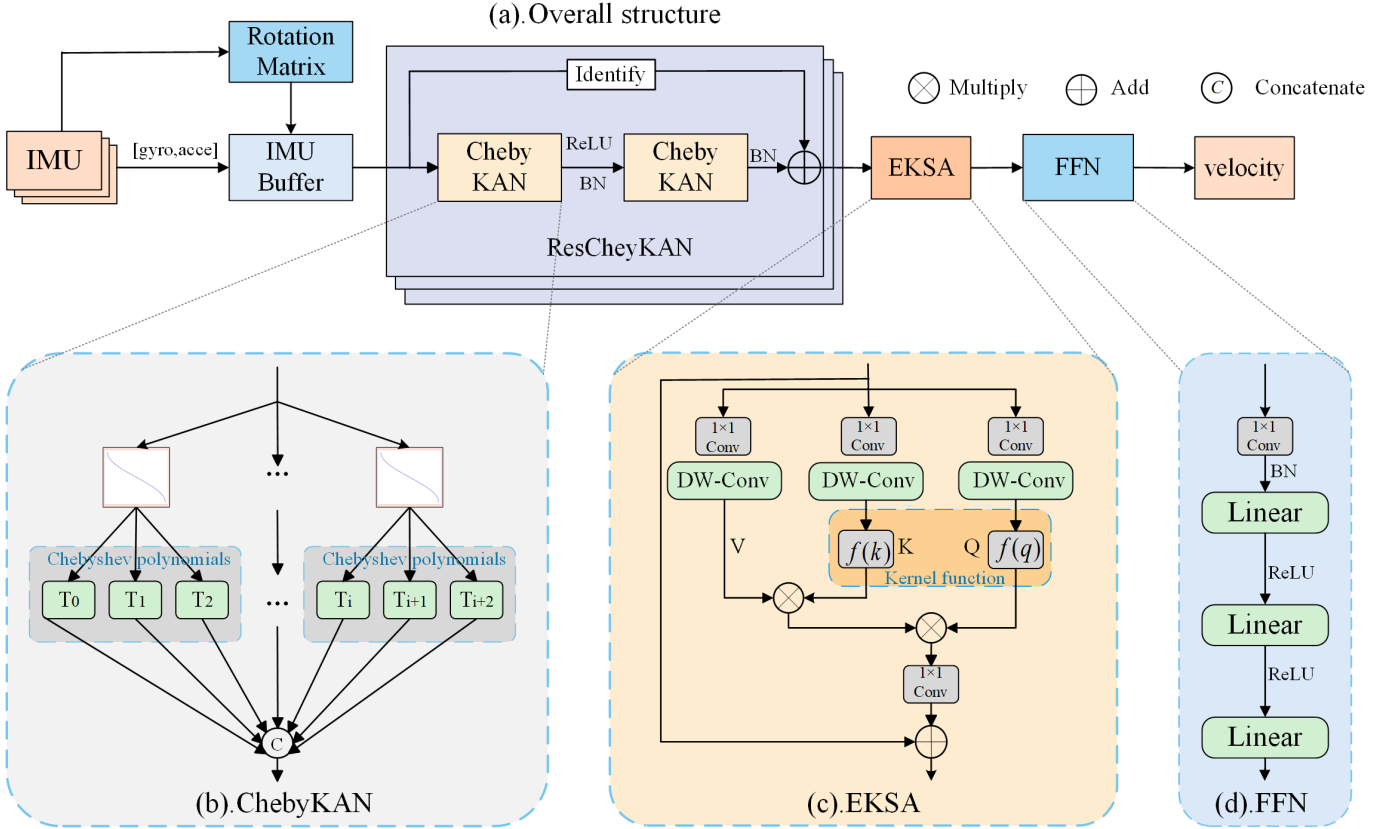 (a).Overall structure
Rotation
Matrix
Identify
Multiply
Add
C
Concatenate
IMU
[gyro,acce]
IMU
Buffer
Cheby
KAN
ReLU
BN
Cheby
KAN
BN
EKSA
FFN
velocity
ResCheyKAN
...
Chebyshev polynomials
T0
T1
T2
...
Chebyshev polynomials
Ti
Ti+1
Ti+2
C
(b).ChebyKAN
1×1
Conv
1×1
Conv
1×1
Conv
DW-Conv
DW-Conv
DW-Conv
V
f(k)
K
Q
f(q)
Kernel function
1×1
Conv
(c).EKSA
1×1
Conv
BN
Linear
ReLU
Linear
ReLU
Linear
(d).FFN